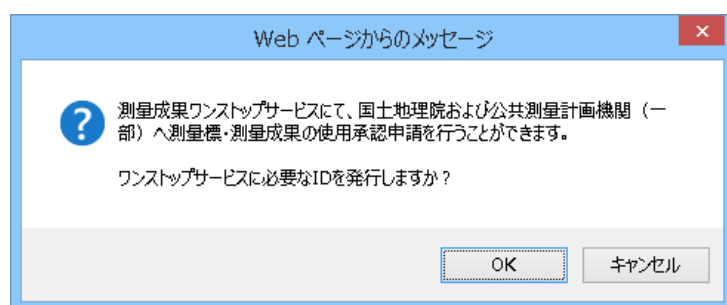 Web ページからのメッセージ
測量成果ワンストップサービスにて、国土地理院および公共測量計画機関（一
部）へ測量標・測量成果の使用承認申請を行うことができます。
ワンストップサービスに必要なIDを発行しますか？
OK
キャンセル